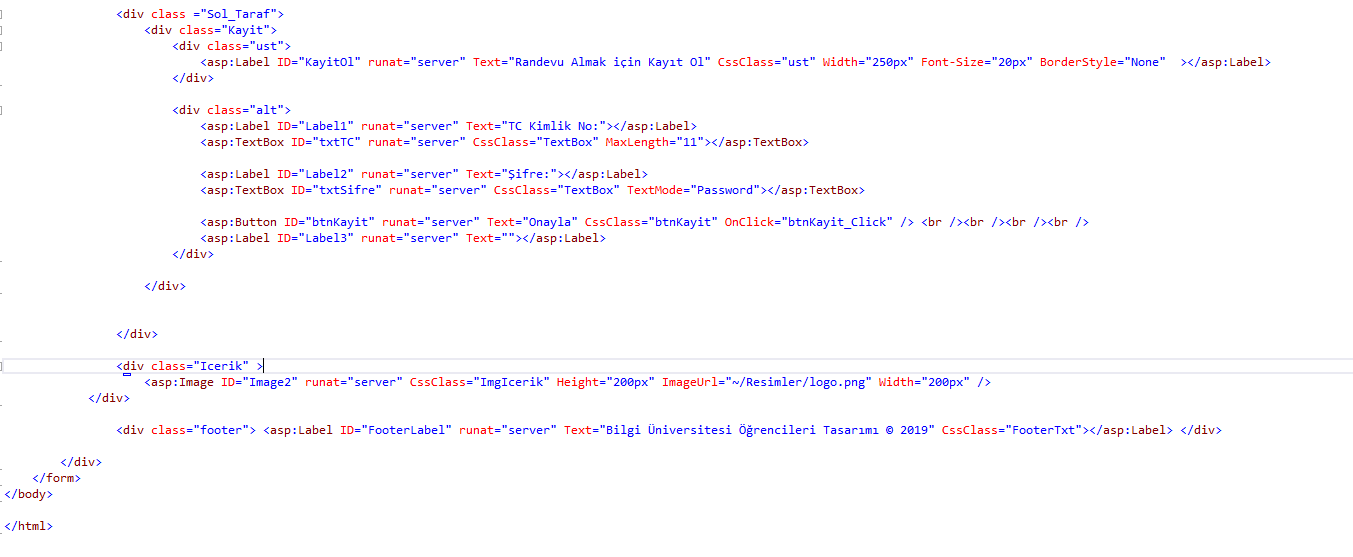 <div class ="Sol_Taraf">
<div class="Kayit">
<div class="ust">
<asp:Label ID="KayitOl" runat="server" Text="Randevu Almak için Kayıt Ol" CssClass="ust" Width="250px" Font-Size="20px" BorderStyle="None"  ></asp:Label>
</div>
<div class="alt">
<asp:Label ID="Label1" runat="server" Text="TC Kimlik No:"></asp:Label>
<asp:TextBox ID="txtTC" runat="server" CssClass="TextBox" MaxLength="11"></asp:TextBox>
<asp:Label ID="Label2" runat="server" Text="Şifre:"></asp:Label>
<asp:TextBox ID="txtSifre" runat="server" CssClass="TextBox" TextMode="Password"></asp:TextBox>
<asp:Button ID="btnKayit" runat="server" Text="Onayla" CssClass="btnKayit" OnClick="btnKayit_Click" /> <br /><br /><br /><br />
<asp:Label ID="Label3" runat="server" Text=""></asp:Label>
</div>
</div>
</div>
<div class="Icerik" >
<asp:Image ID="Image2" runat="server" CssClass="ImgIcerik" Height="200px" ImageUrl="~/Resimler/logo.png" Width="200px" />
</div>
<div class="footer"> <asp:Label ID="FooterLabel" runat="server" Text="Bilgi Üniversitesi Öğrencileri Tasarımı © 2019" CssClass="FooterTxt"></asp:Label> </div>
</div>
</form>
</body>
</html>